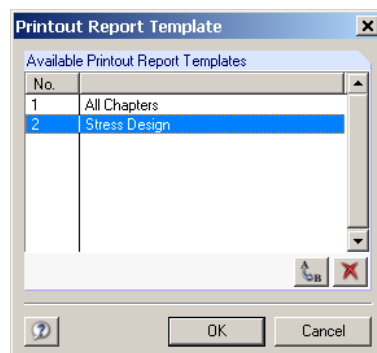 Printout Report Template
Available Printout Report Templates
No.
1 All Chapters
2 Stress Design
A B
OK Cancel